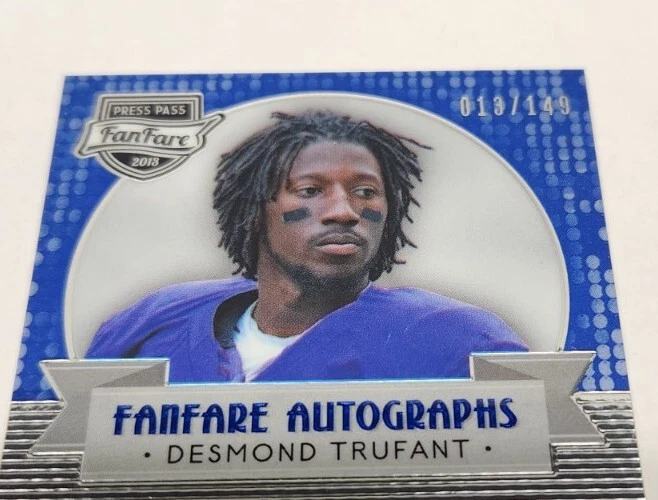 PRESS PASS
FanFare
2013
013/149
FANFARE AUTOGRAPHS
• DESMOND TRUFANT •